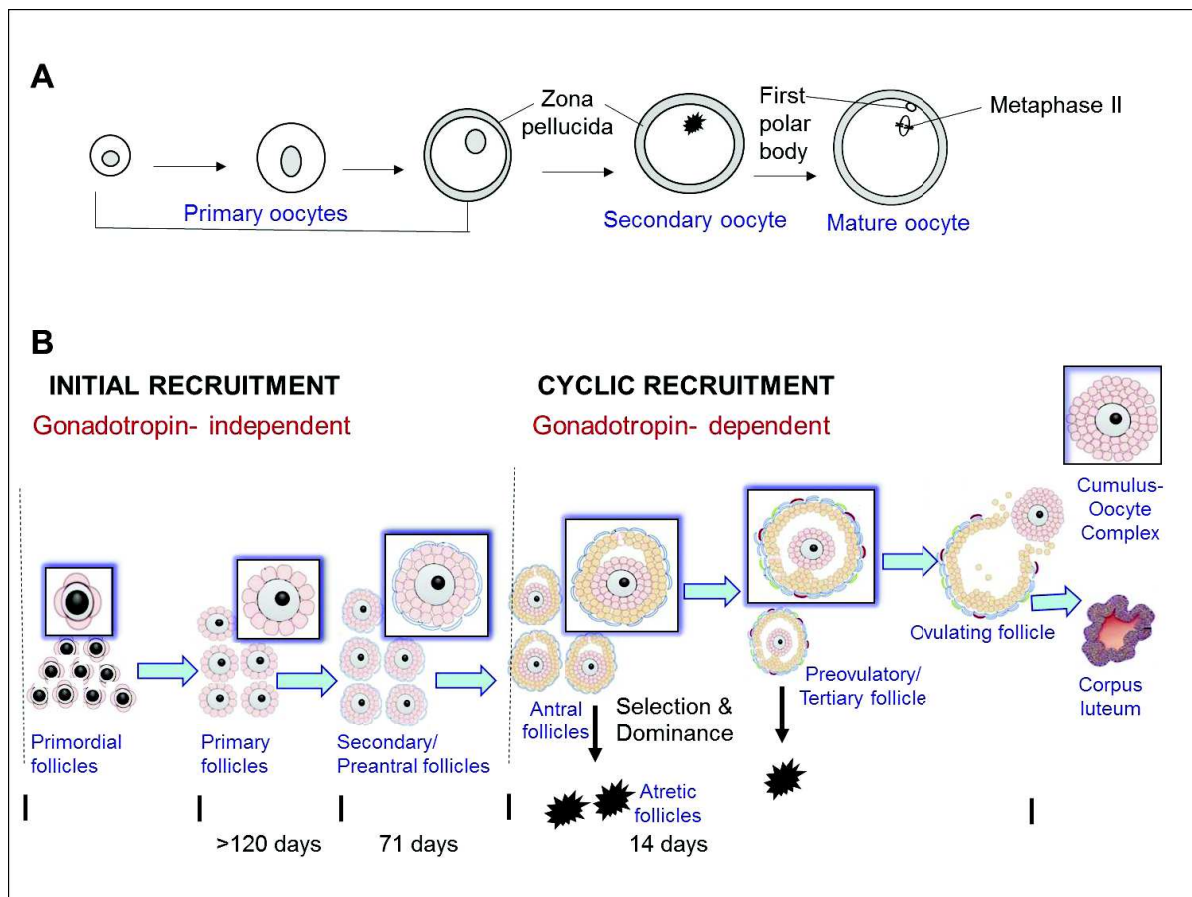 A
Zona
pellucida
First
polar
body
Metaphase II
Primary oocytes
Secondary oocyte
Mature oocyte
B
INITIAL RECRUITMENT
Gonadotropin- independent
CYCLIC RECRUITMENT
Gonadotropin- dependent
Cumulus-
Oocyte
Complex
Primordial
follicles
Primary
follicles
Secondary/
Preantral follicles
Antral
follicles
Selection &
Dominance
Preovulatory/
Tertiary follicle
Ovulating follicle
Corpus
luteum
Atretic
follicles
>120 days
71 days
14 days